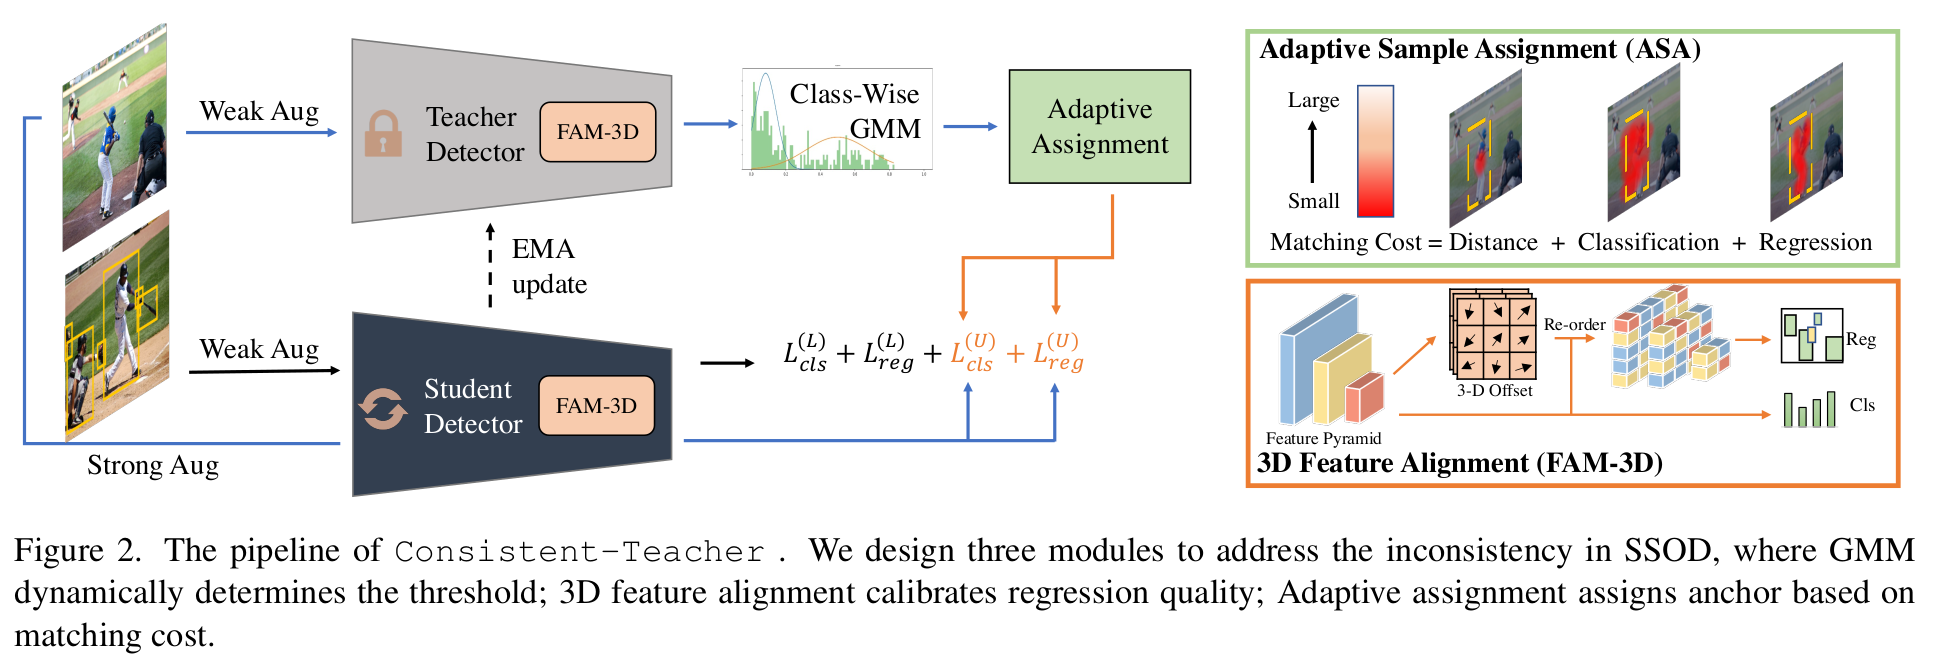 Weak Aug
Teacher
Detector
FAM-3D
Class-Wise
GMM
Adaptive
Assignment
EMA
update
Weak Aug
Student
Detector
FAM-3D
Strong Aug
L_{cls}^{(L)} + L_{reg}^{(L)} + L_{cls}^{(U)} + L_{reg}^{(U)}
Adaptive Sample Assignment (ASA)
Large
Small
Matching Cost = Distance + Classification + Regression
Re-order
3-D Offset
Reg
Cls
Feature Pyramid
3D Feature Alignment (FAM-3D)
Figure 2. The pipeline of Consistent-Teacher . We design three modules to address the inconsistency in SSOD, where GMM
dynamically determines the threshold; 3D feature alignment calibrates regression quality; Adaptive assignment assigns anchor based on
matching cost.